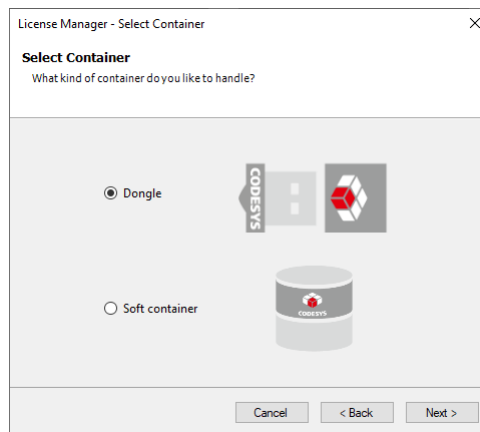 License Manager - Select Container
Select Container
What kind of container do you like to handle?
Dongle
CODESYS
Soft container
CODESYS
Cancel
< Back
Next >